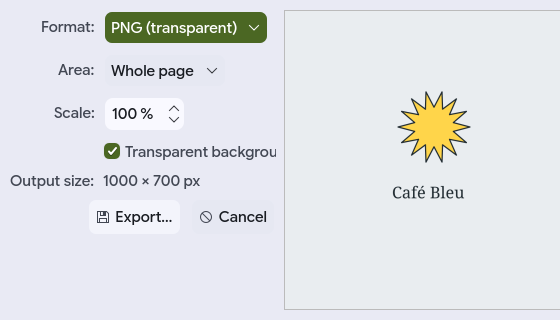 Format: PNG (transparent)
Area: Whole page
Scale: 100 %
Transparent backgrou
Output size: 1000 × 700 px
Export... Cancel
Café Bleu